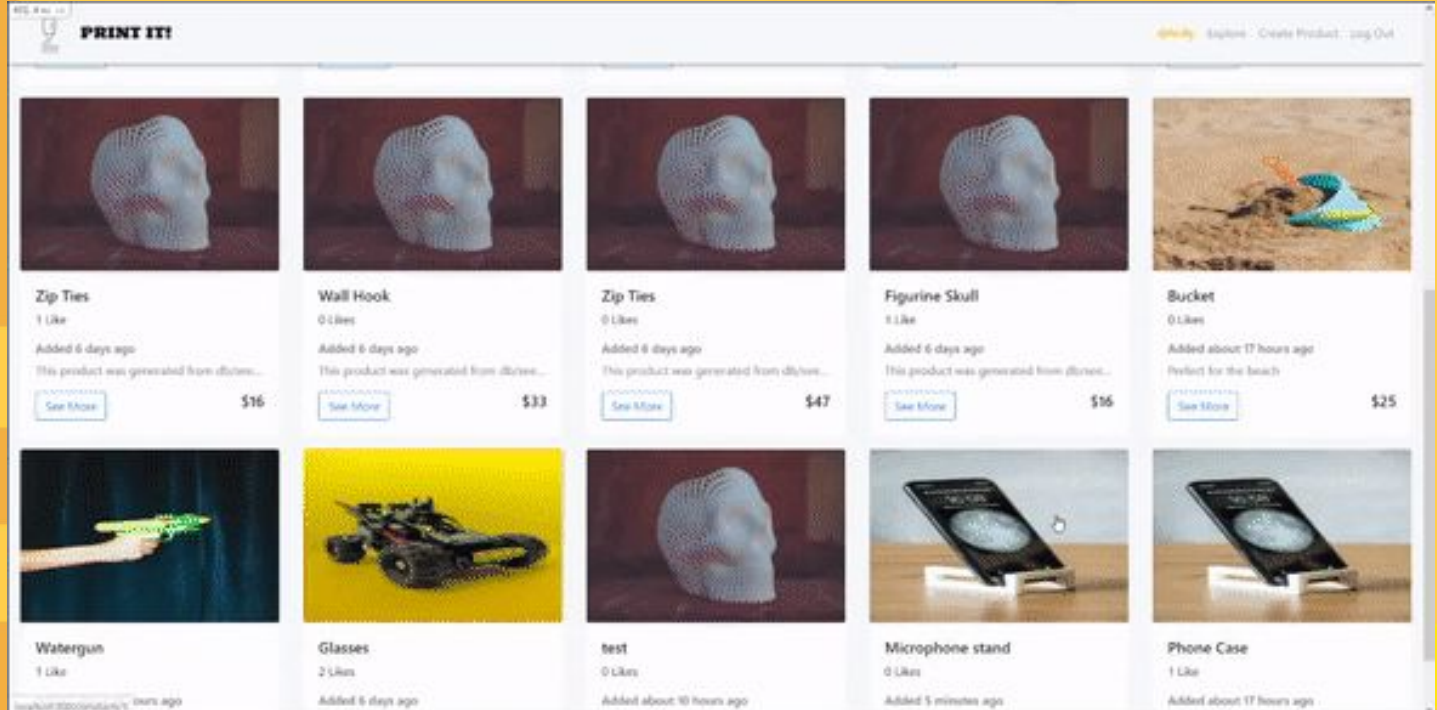 PRINT IT!
Explore Create Product Log Out
Zip Ties
1 Like
Added 6 days ago
This product was generated from db/see...
See More $16
Wall Hook
0 Likes
Added 6 days ago
This product was generated from db/see...
See More $33
Zip Ties
0 Likes
Added 6 days ago
This product was generated from db/see...
See More $47
Figurine Skull
1 Like
Added 6 days ago
This product was generated from db/see...
See More $16
Bucket
0 Likes
Added about 17 hours ago
Perfect for the beach
See More $25
Watergun
1 Like
hours ago
Glasses
2 Likes
Added 6 days ago
test
0 Likes
Added about 10 hours ago
Microphone stand
0 Likes
Added 5 minutes ago
Phone Case
1 Like
Added about 17 hours ago